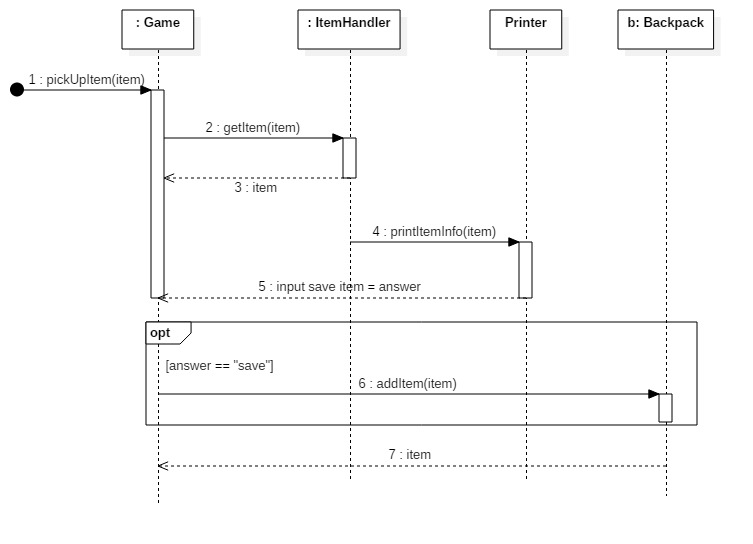 : Game
: ItemHandler
Printer
b: Backpack
1 : pickUpItem(item)
2 : getItem(item)
3 : item
4 : printItemInfo(item)
5 : input save item = answer
opt
[answer == "save"]
6 : addItem(item)
7 : item